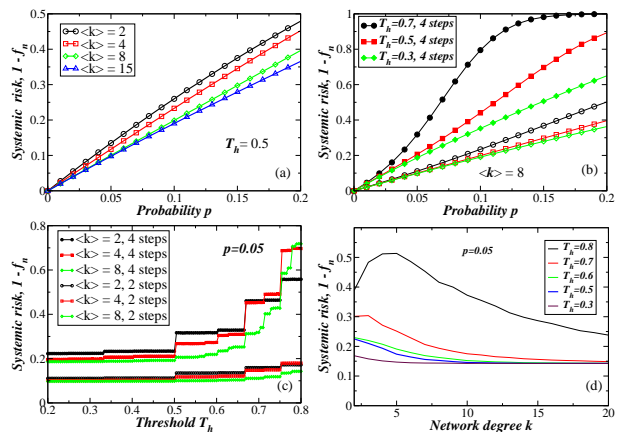 Systemic risk, 1 - f_n
0.5
0.4
0.3
0.2
0.1
0
<k> = 2
<k> = 4
<k> = 8
<k> = 15
T_h = 0.5
(a)
0 0.05 0.1 0.15 0.2
Probability p
Systemic risk, 1 - f_n
1.0
0.8
0.6
0.4
0.2
0.0
T_h=0.7, 4 steps
T_h=0.5, 4 steps
T_h=0.3, 4 steps
<k> = 8
(b)
0 0.05 0.1 0.15 0.2
Probability p
Systemic risk, 1 - f_n
0.8
0.6
0.4
0.2
0.0
<k> = 2, 4 steps
<k> = 4, 4 steps
<k> = 8, 4 steps
<k> = 2, 2 steps
<k> = 4, 2 steps
<k> = 8, 2 steps
p=0.05
(c)
0.2 0.3 0.4 0.5 0.6 0.7 0.8
Threshold T_h
Systemic risk, 1 - f_n
0.5
0.4
0.3
0.2
0.1
p=0.05
T_h=0.8
T_h=0.7
T_h=0.6
T_h=0.5
T_h=0.3
(d)
5 10 15 20
Network degree k